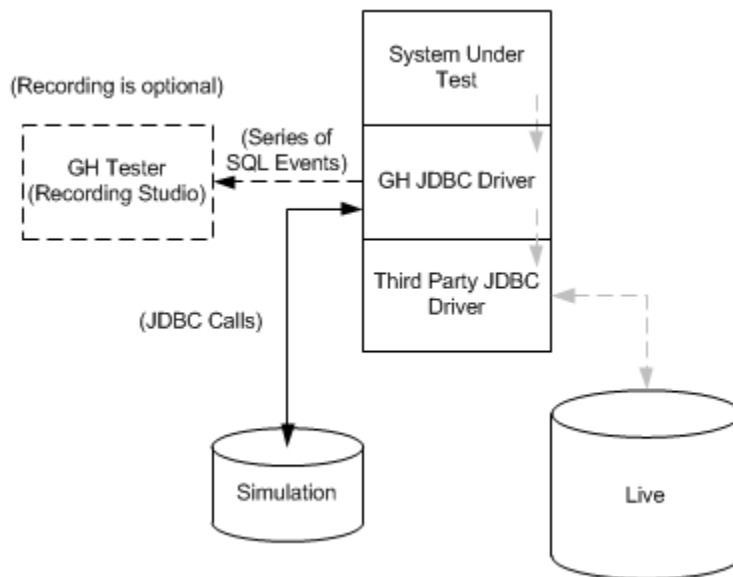 System Under
Test
(Recording is optional)
(Series of
SQL Events)
GH Tester
(Recording Studio)
GH JDBC Driver
Third Party JDBC
Driver
(JDBC Calls)
Simulation
Live